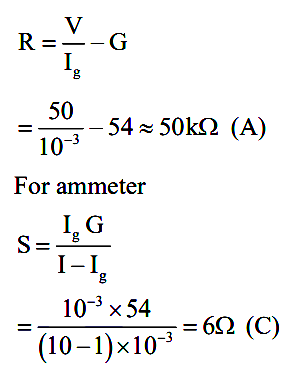 R = V/I_g − G
= 50/10⁻³ − 54 ≈ 50kΩ (A)
For ammeter
S = I_g G/(I − I_g)
= 10⁻³ × 54/((10 − 1) × 10⁻³) = 6Ω (C)